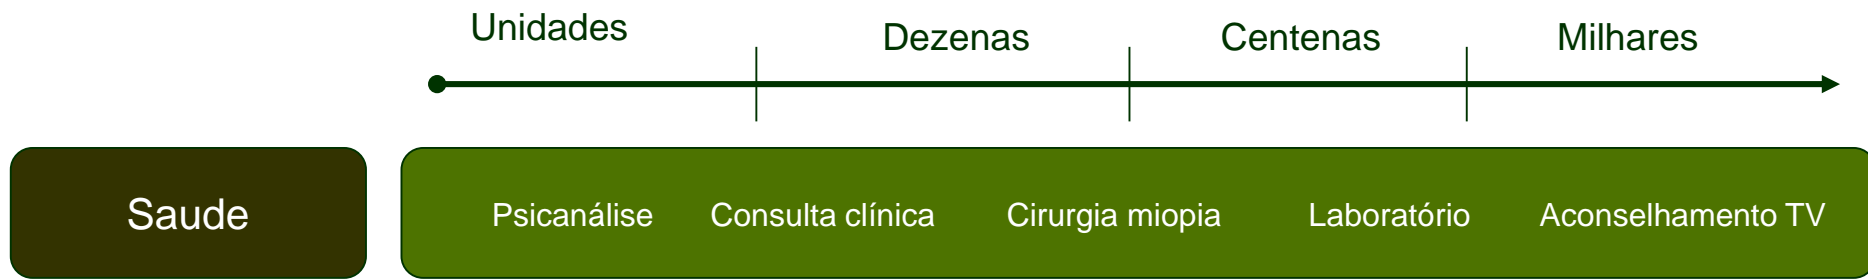 Unidades Dezenas Centenas Milhares
Saude
Psicanálise Consulta clínica Cirurgia miopia Laboratório Aconselhamento TV